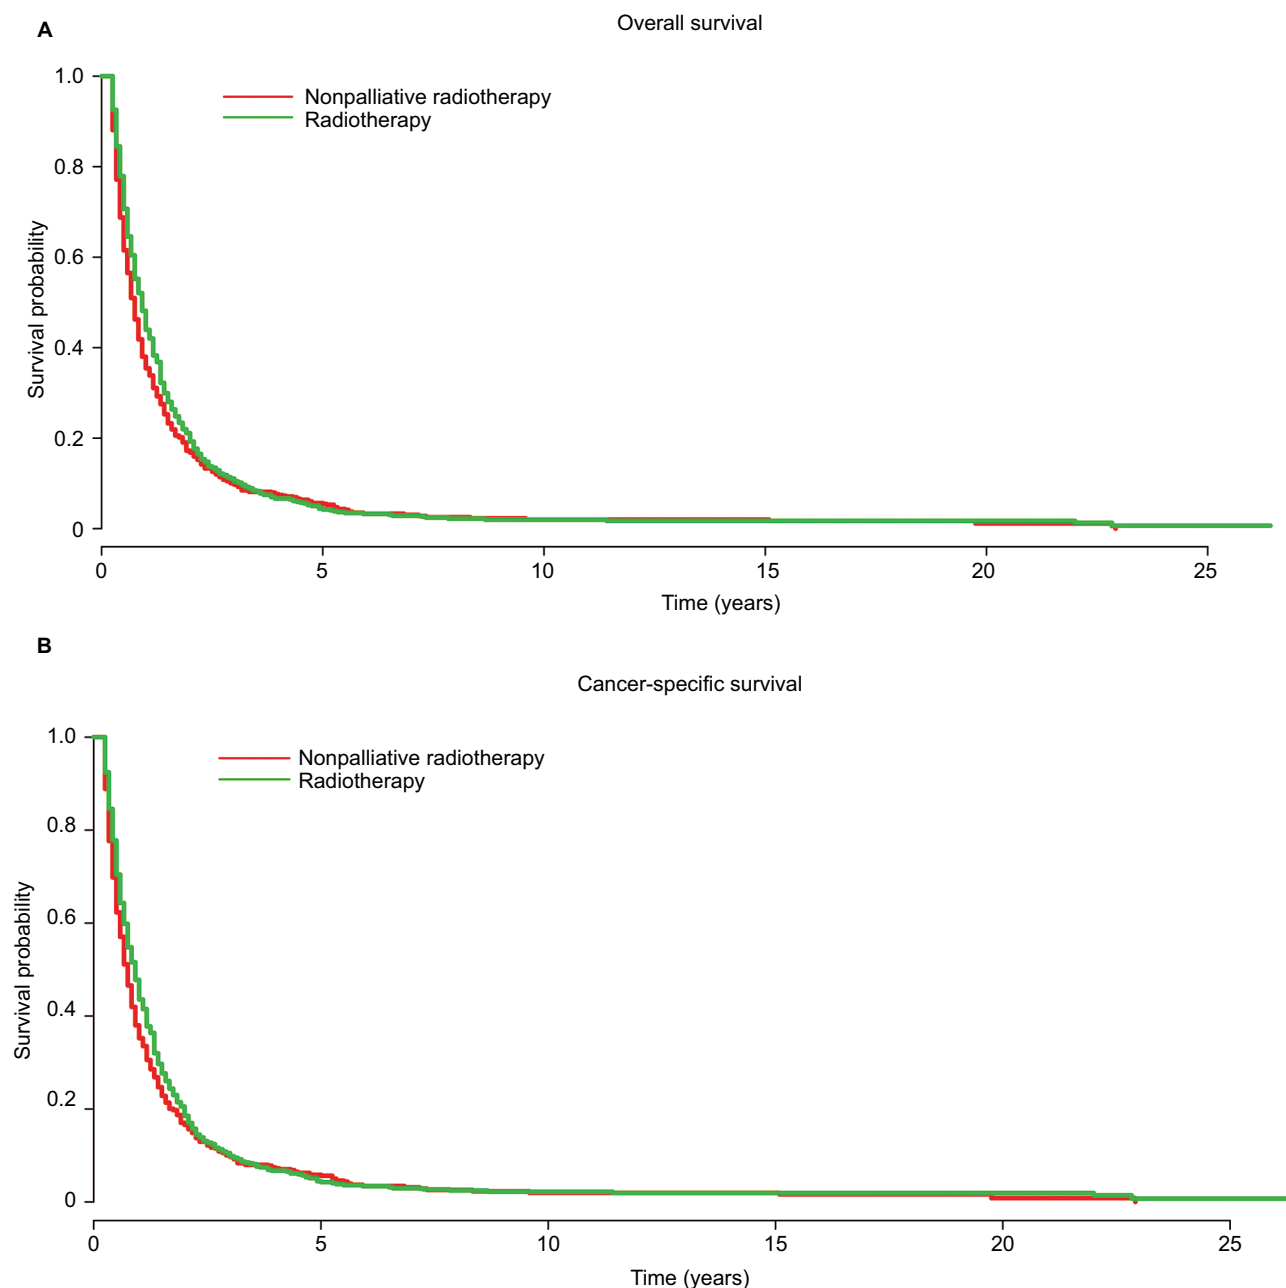 A
Overall survival
1.0
0.8
0.6
0.4
0.2
0
Survival probability
Nonpalliative radiotherapy
Radiotherapy
0 5 10 15 20 25
Time (years)
B
Cancer-specific survival
1.0
0.8
0.6
0.4
0.2
0
Survival probability
Nonpalliative radiotherapy
Radiotherapy
0 5 10 15 20 25
Time (years)